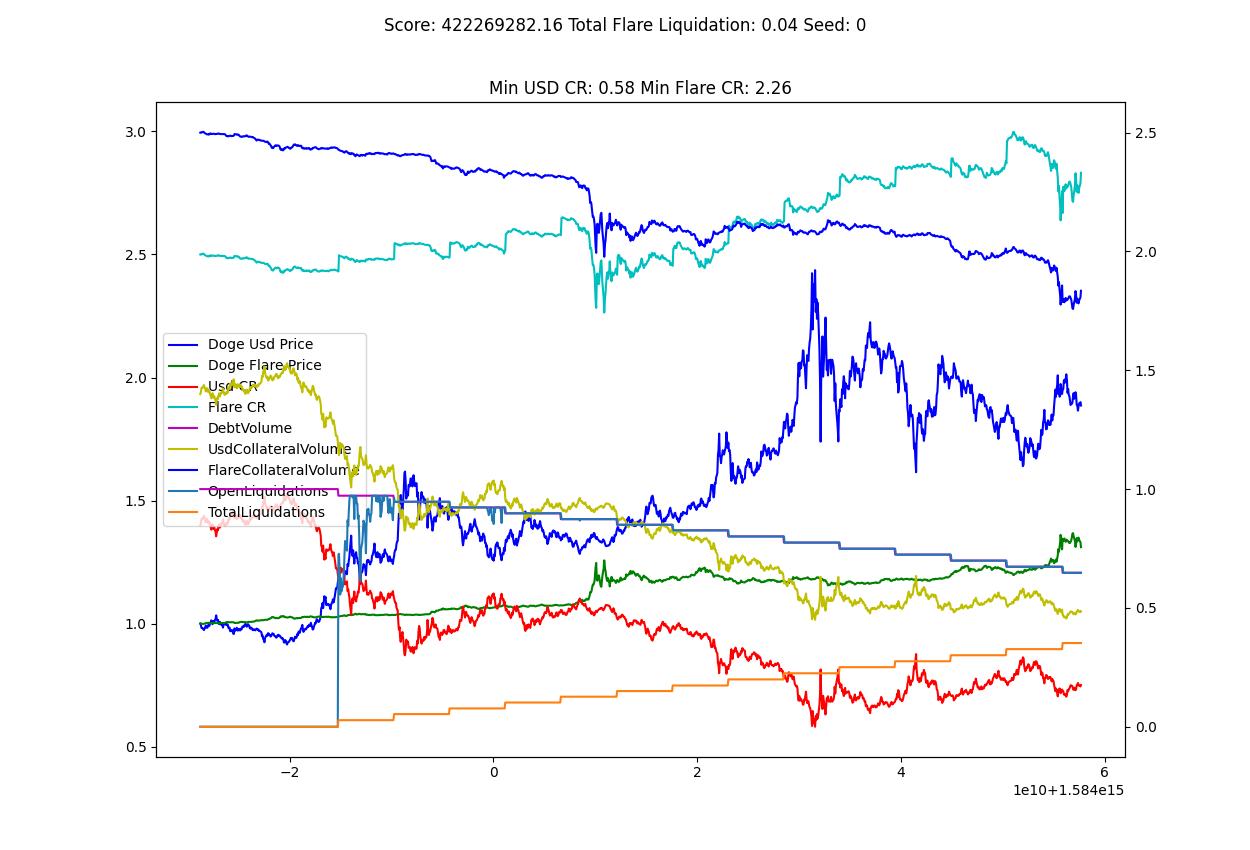 Score: 422269282.16 Total Flare Liquidation: 0.04 Seed: 0
Min USD CR: 0.58 Min Flare CR: 2.26
3.0
2.5
2.0
1.5
1.0
0.5
2.5
2.0
1.5
1.0
0.5
0.0
Doge Usd Price
Doge Flare Price
Usd CR
Flare CR
DebtVolume
UsdCollateralVolume
FlareCollateralVolume
OpenLiquidations
TotalLiquidations
−2 0 2 4 6
1e10+1.584e15